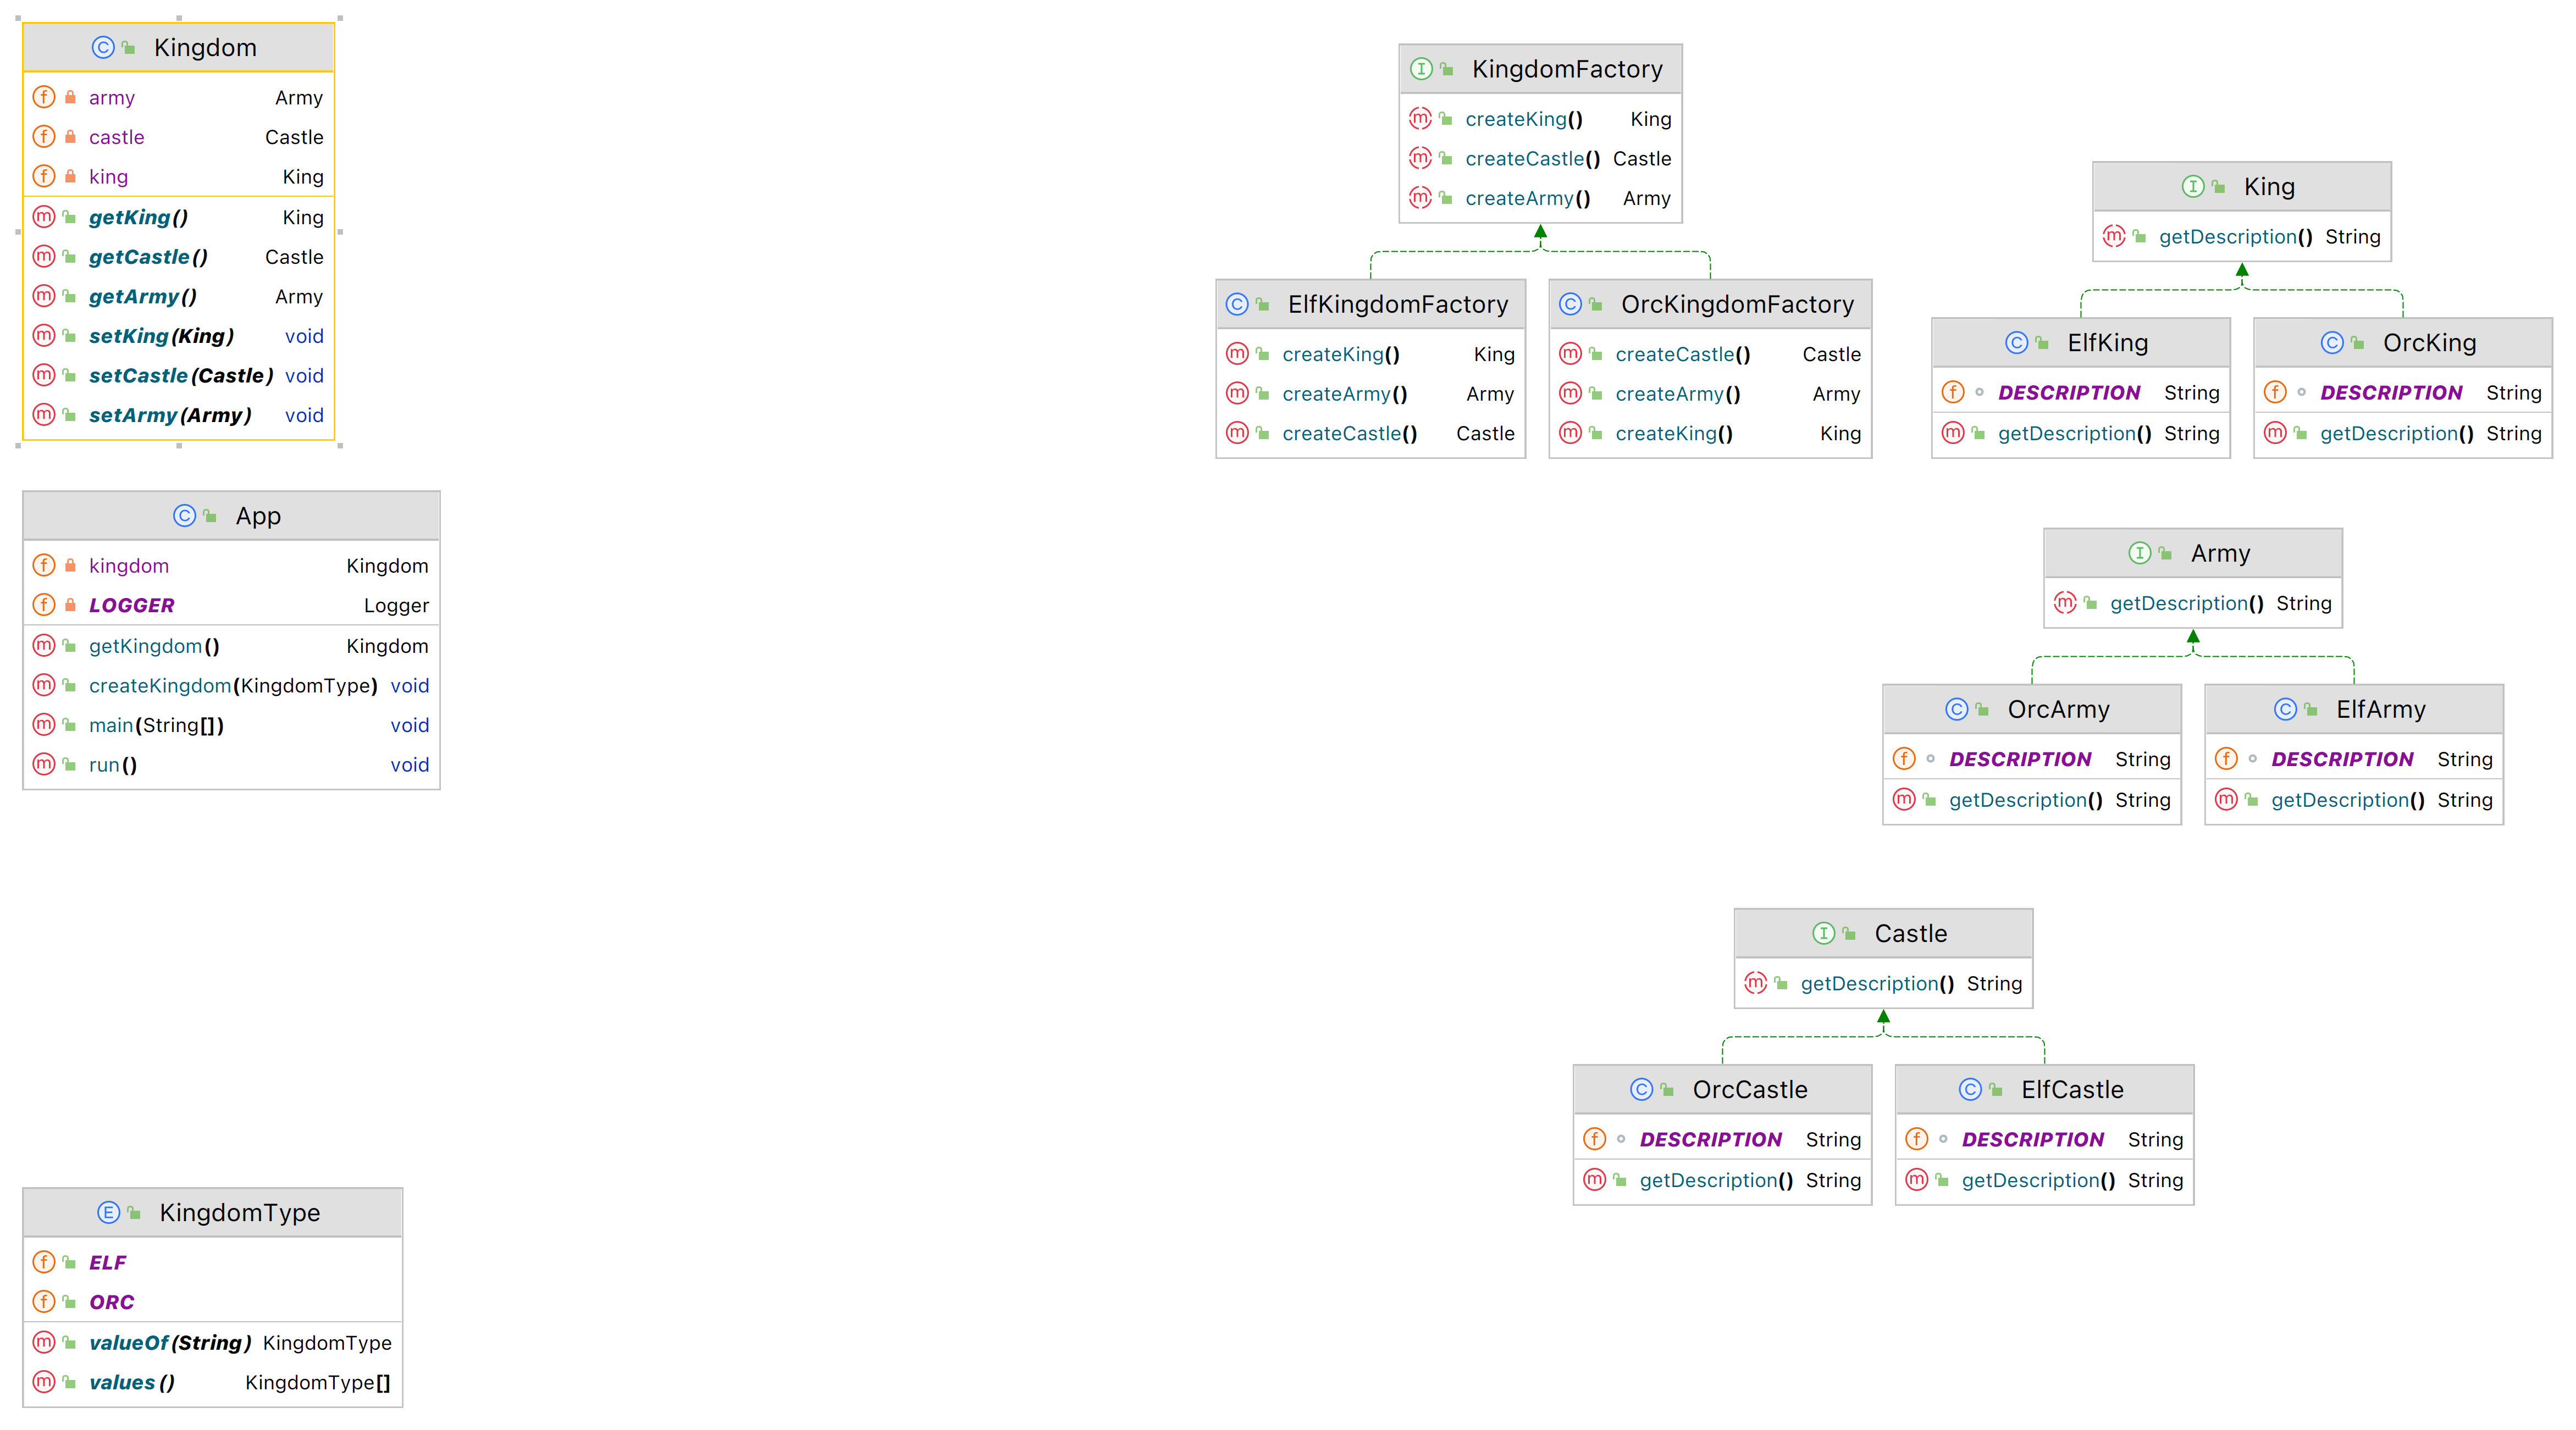 Kingdom
army Army
castle Castle
king King
getKing() King
getCastle() Castle
getArmy() Army
setKing(King) void
setCastle(Castle) void
setArmy(Army) void
App
kingdom Kingdom
LOGGER Logger
getKingdom() Kingdom
createKingdom(KingdomType) void
main(String[]) void
run() void
KingdomType
ELF
ORC
valueOf(String) KingdomType
values() KingdomType[]
KingdomFactory
createKing() King
createCastle() Castle
createArmy() Army
ElfKingdomFactory
createKing() King
createArmy() Army
createCastle() Castle
OrcKingdomFactory
createCastle() Castle
createArmy() Army
createKing() King
King
getDescription() String
ElfKing
DESCRIPTION String
getDescription() String
OrcKing
DESCRIPTION String
getDescription() String
Army
getDescription() String
OrcArmy
DESCRIPTION String
getDescription() String
ElfArmy
DESCRIPTION String
getDescription() String
Castle
getDescription() String
OrcCastle
DESCRIPTION String
getDescription() String
ElfCastle
DESCRIPTION String
getDescription() String